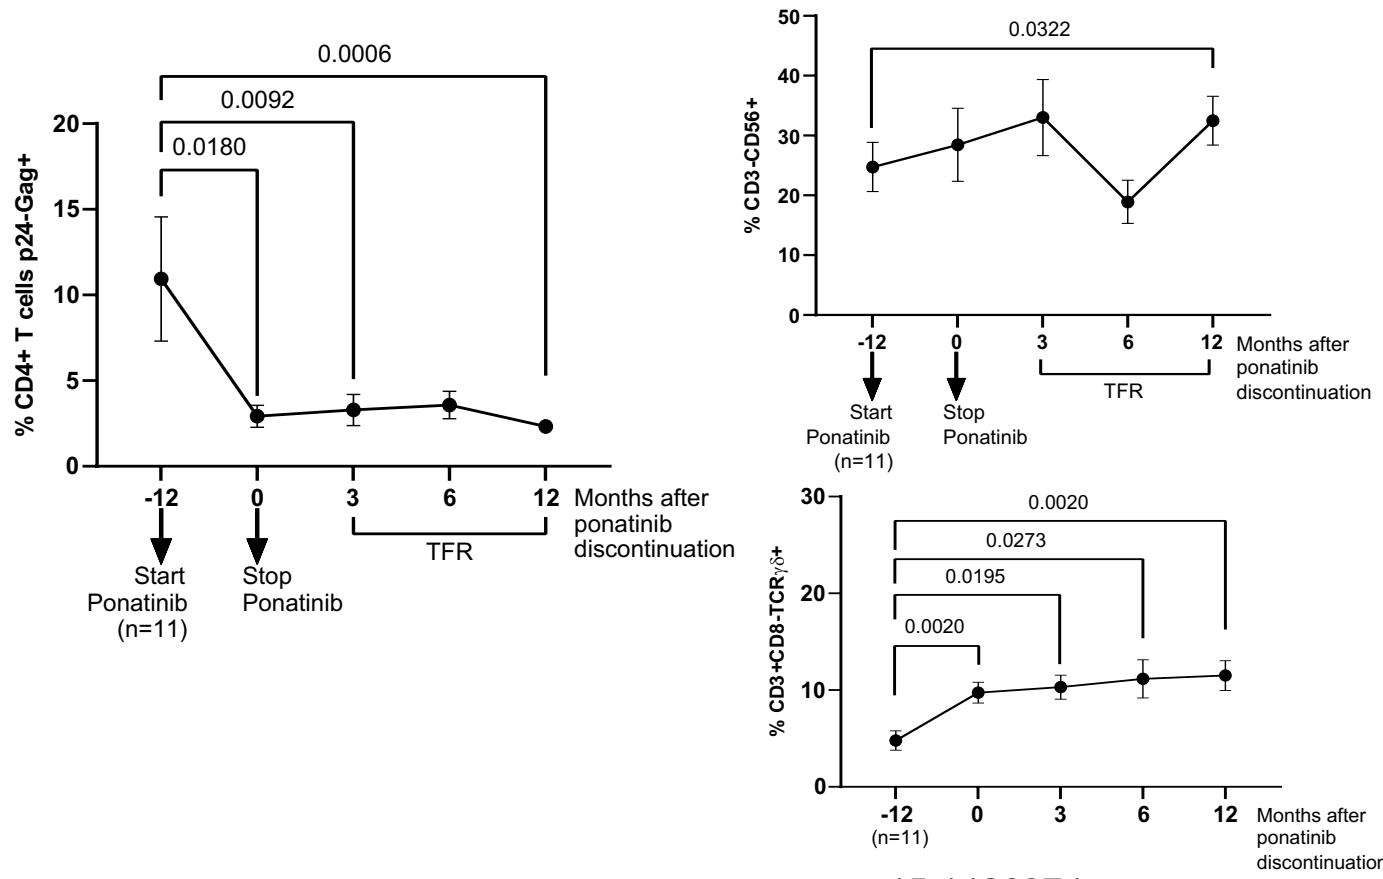 0.0006
0.0092
0.0180
% CD4+ T cells p24-Gag+
20
15
10
5
0
-12 0 3 6 12 Months after
ponatinib
discontinuation
TFR
Start
Ponatinib
(n=11)
Stop
Ponatinib
0.0322
% CD3-CD56+
50
40
30
20
10
0
-12 0 3 6 12 Months after
ponatinib
discontinuation
TFR
Start
Ponatinib
(n=11)
Stop
Ponatinib
0.0020
0.0273
0.0195
0.0020
% CD3+CD8-TCRγδ+
30
20
10
0
-12 0 3 6 12 Months after
(n=11)
ponatinib
discontinuation